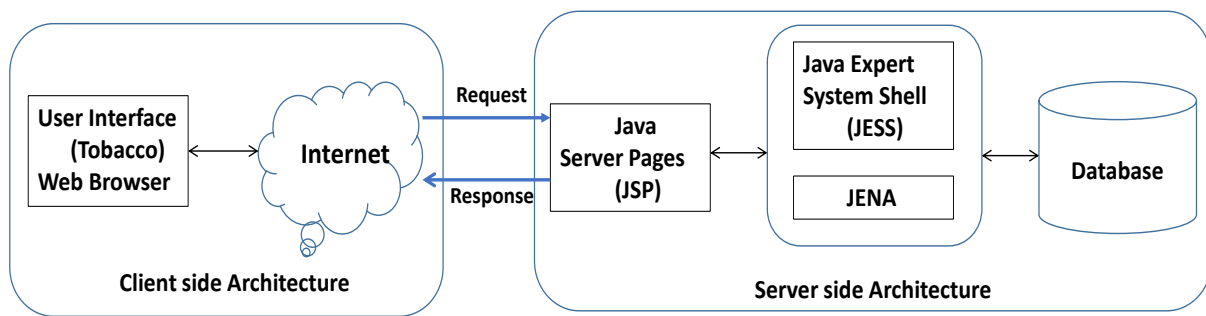 User Interface
(Tobacco)
Web Browser
Internet
Client side Architecture
Request
Response
Java
Server Pages
(JSP)
Java Expert
System Shell
(JESS)
JENA
Database
Server side Architecture